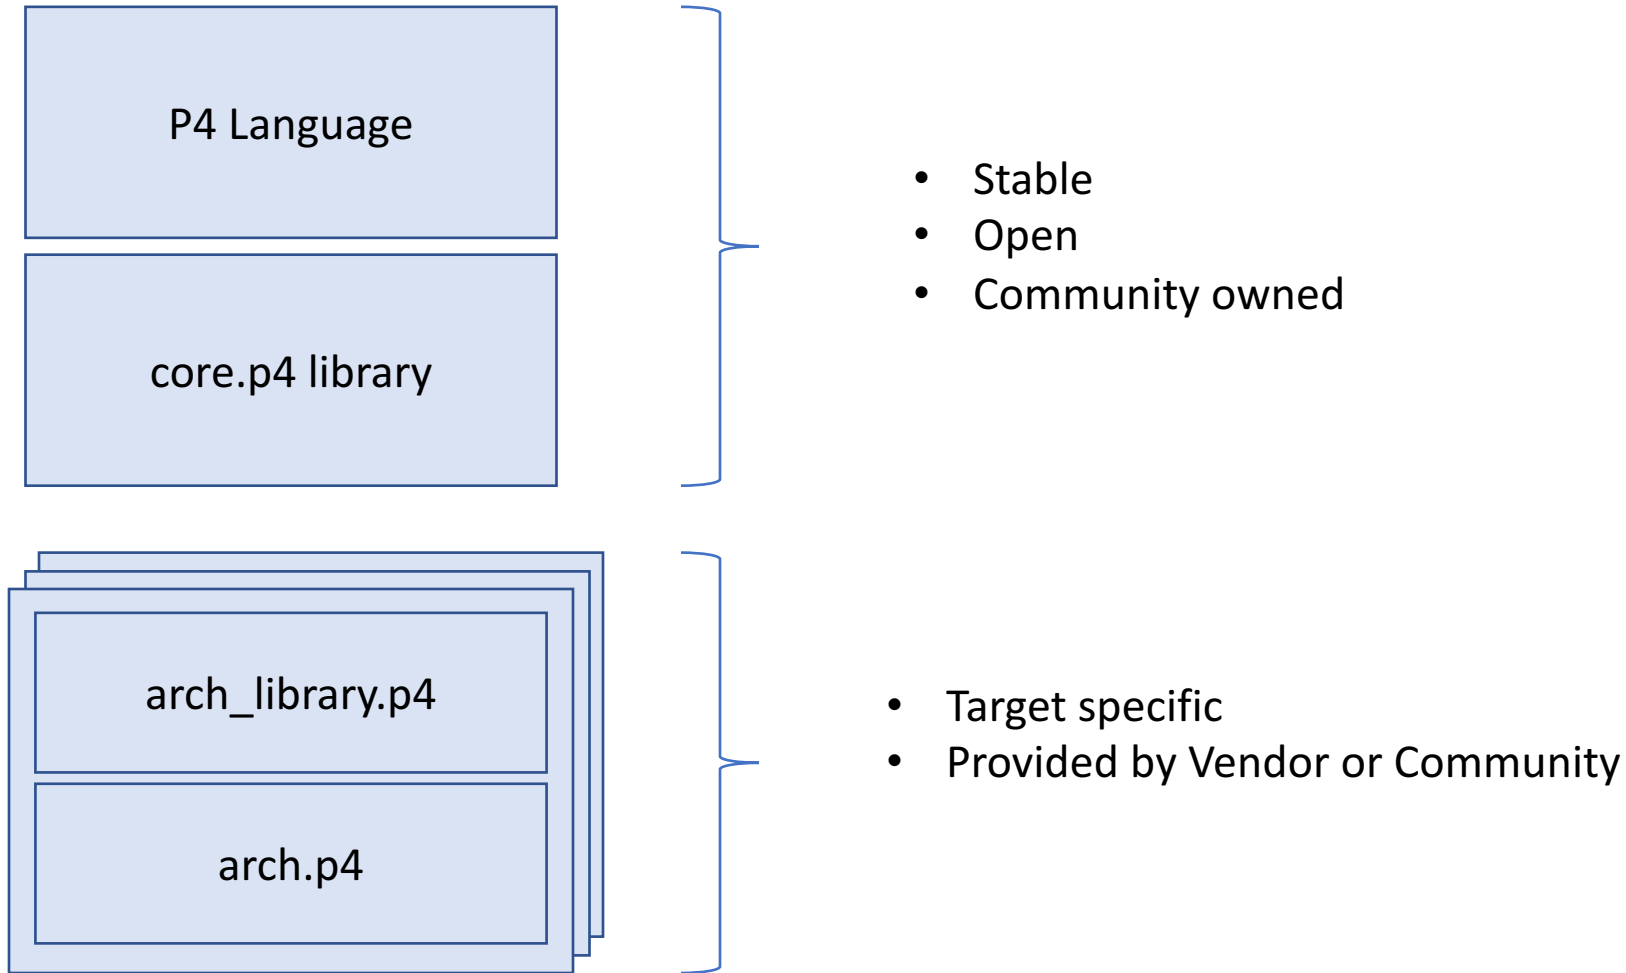 P4 Language
core.p4 library
• Stable
• Open
• Community owned
arch_library.p4
arch.p4
• Target specific
• Provided by Vendor or Community